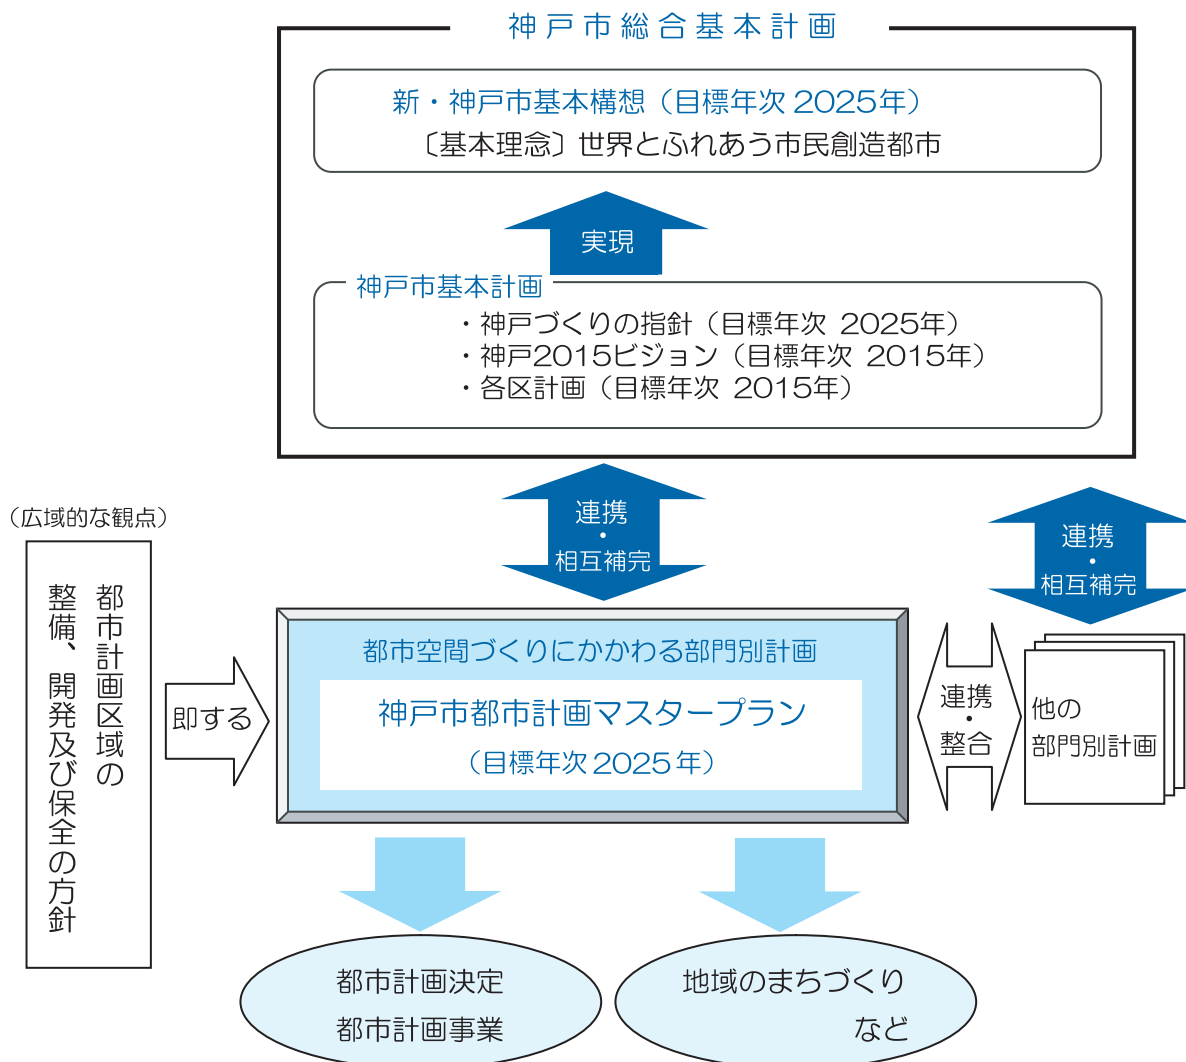 神戸市総合基本計画
新・神戸市基本構想（目標年次 2025年）
〔基本理念〕世界とふれあう市民創造都市
実現
神戸市基本計画
・神戸づくりの指針（目標年次 2025年）
・神戸2015ビジョン（目標年次 2015年）
・各区計画（目標年次 2015年）
連携
・
相互補完
連携
・
相互補完
（広域的な観点）
都市計画区域の
整備、開発及び保全の方針
即する
都市空間づくりにかかわる部門別計画
神戸市都市計画マスタープラン
（目標年次 2025 年）
連携
・
整合
他の
部門別計画
都市計画決定
都市計画事業
地域のまちづくり
など